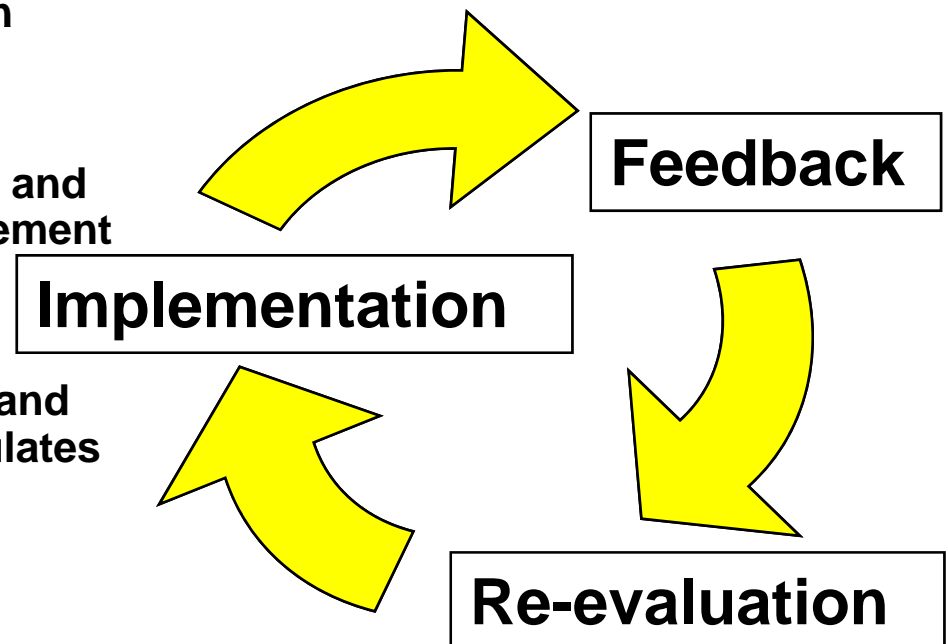 and
Feedback
Implementation
and
Re-evaluation